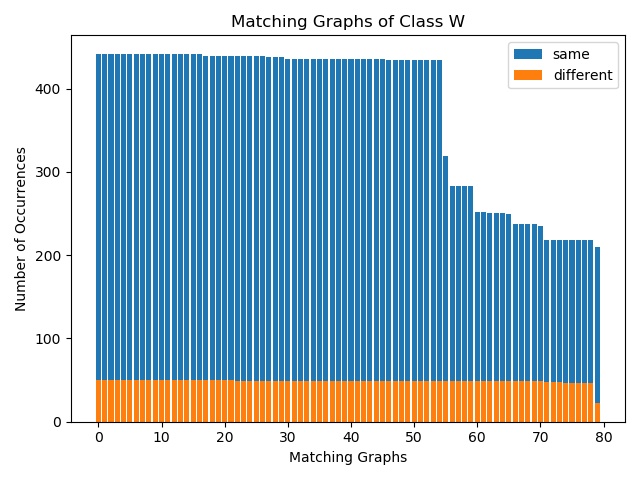 Matching Graphs of Class W
same
different
Number of Occurrences
400
300
200
100
0
0 10 20 30 40 50 60 70 80
Matching Graphs